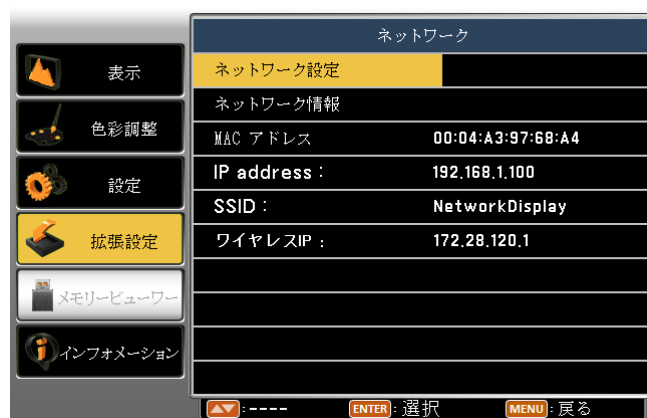 ネットワーク
表示
色彩調整
設定
拡張設定
メモリービューワー
インフォメーション
ネットワーク設定
ネットワーク情報
MAC アドレス 00:04:A3:97:68:A4
IP address : 192.168.1.100
SSID : NetworkDisplay
ワイヤレスIP : 172.28.120.1
▲▼:---- ENTER:選択 MENU:戻る